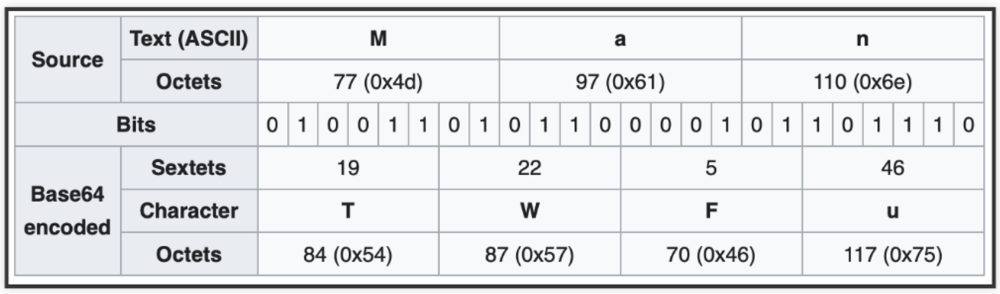 Source Text (ASCII) M a n
Octets 77 (0x4d) 97 (0x61) 110 (0x6e)
Bits 0 1 0 0 1 1 0 1 0 1 1 0 0 0 0 1 0 1 1 0 1 1 1 0
Base64 encoded Sextets 19 22 5 46
Character T W F u
Octets 84 (0x54) 87 (0x57) 70 (0x46) 117 (0x75)